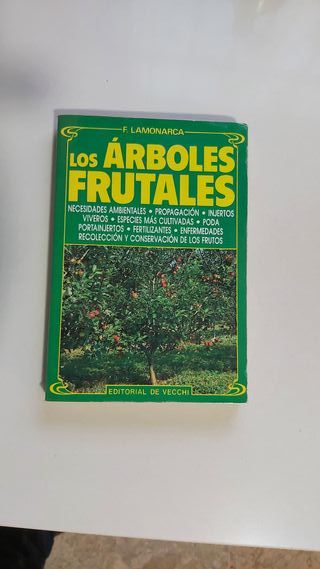 F. LAMONARCA
LOS ÁRBOLES
FRUTALES
NECESIDADES AMBIENTALES • PROPAGACIÓN • INJERTOS
VIVEROS • ESPECIES MÁS CULTIVADAS • PODA
PORTAINJERTOS • FERTILIZANTES • ENFERMEDADES
RECOLECCIÓN Y CONSERVACIÓN DE LOS FRUTOS
EDITORIAL DE VECCHI